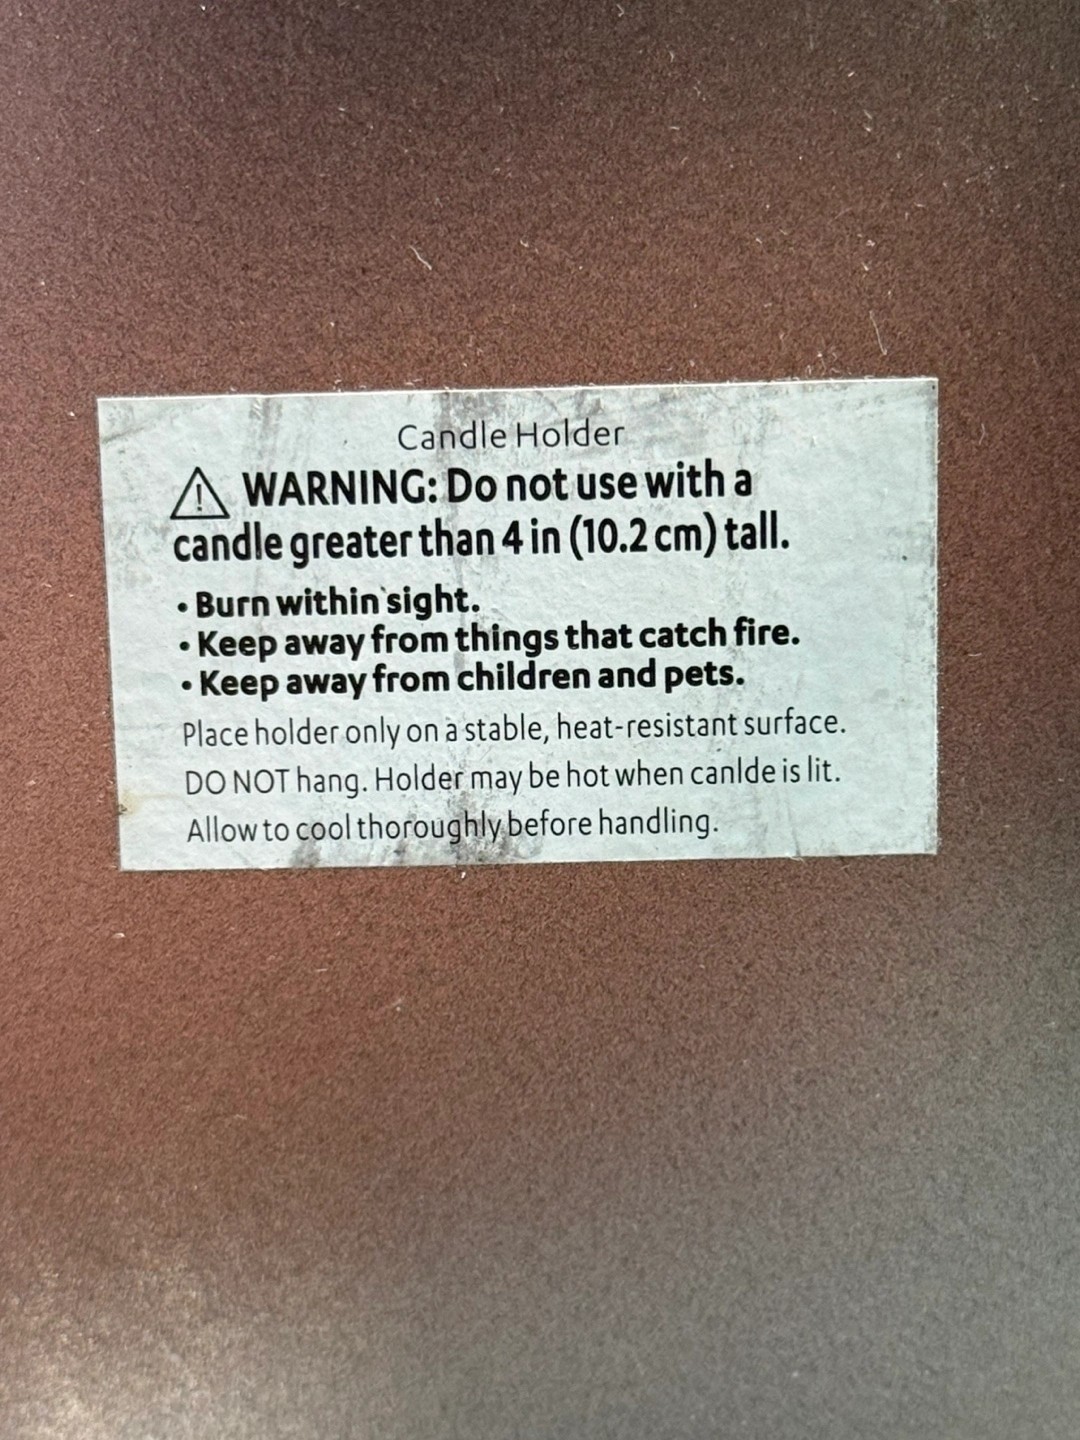 Candle Holder
⚠ WARNING: Do not use with a
candle greater than 4 in (10.2 cm) tall.
• Burn within sight.
• Keep away from things that catch fire.
• Keep away from children and pets.
Place holder only on a stable, heat-resistant surface.
DO NOT hang. Holder may be hot when canlde is lit.
Allow to cool thoroughly before handling.